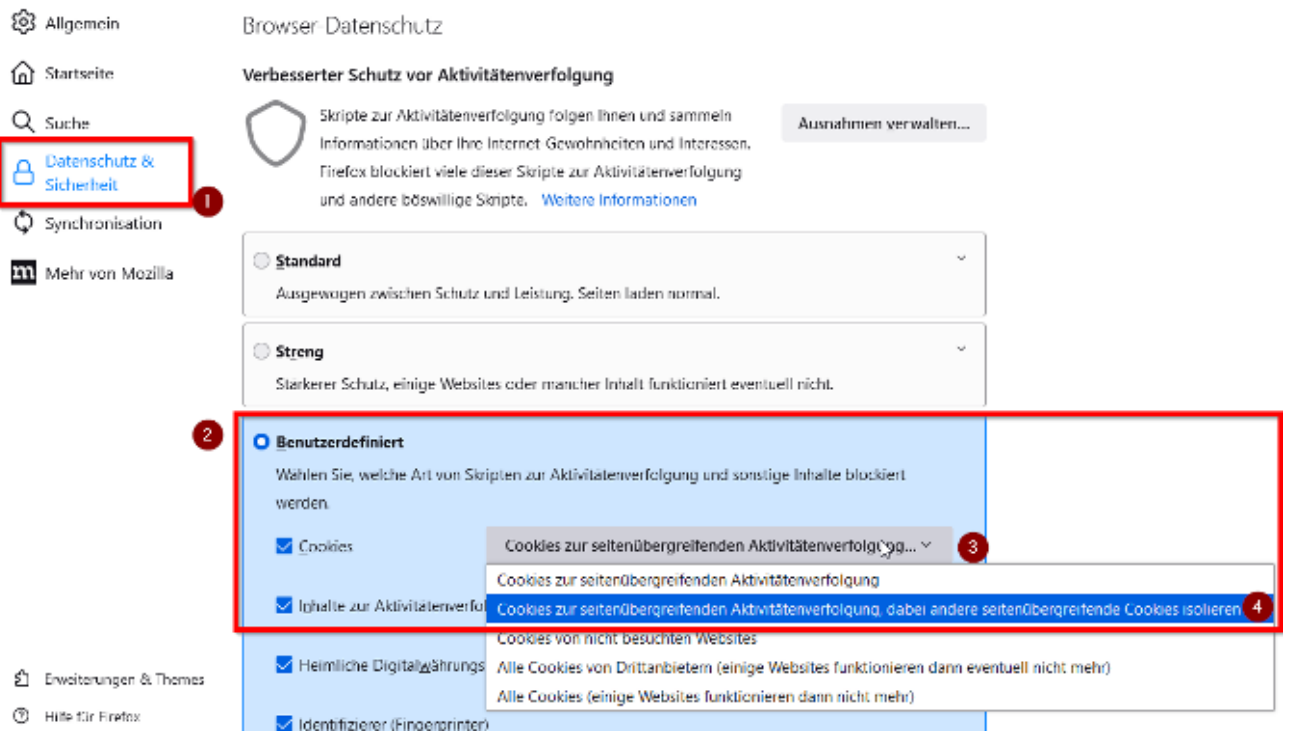 Allgemein
Startseite
Suche
Datenschutz &
Sicherheit
1
Synchronisation
m
Mehr von Mozilla
Erweiterungen & Themes
Hilfe für Firefox
Browser-Datenschutz
Verbesserter Schutz vor Aktivitätenverfolgung
Skripte zur Aktivitätenverfolgung folgen Ihnen und sammeln
Informationen über Ihre Internet-Gewohnheiten und Interessen.
Firefox blockiert viele dieser Skripte zur Aktivitätenverfolgung
und andere böswillige Skripte. Weitere Informationen
Ausnahmen verwalten...
Standard
Ausgewogen zwischen Schutz und Leistung. Seiten laden normal.
Streng
Stärkerer Schutz, einige Websites oder mancher Inhalt funktioniert eventuell nicht.
2
Benutzerdefiniert
Wählen Sie, welche Art von Skripten zur Aktivitätenverfolgung und sonstige Inhalte blockiert
werden.
Cookies
Cookies zur seitenübergreifenden Aktivitätenverfolgung...
3
Cookies zur seitenübergreifenden Aktivitätenverfolgung
Inhalte zur Aktivitätenverfol
Cookies zur seitenübergreifenden Aktivitätenverfolgung, dabei andere seitenübergreifende Cookies isolieren
4
Cookies von nicht besuchten Websites
Heimliche Digitalwährungs
Alle Cookies von Drittanbietern (einige Websites funktionieren dann eventuell nicht mehr)
Alle Cookies (einige Websites funktionieren dann nicht mehr)
Identifizierer (Fingerprinter)